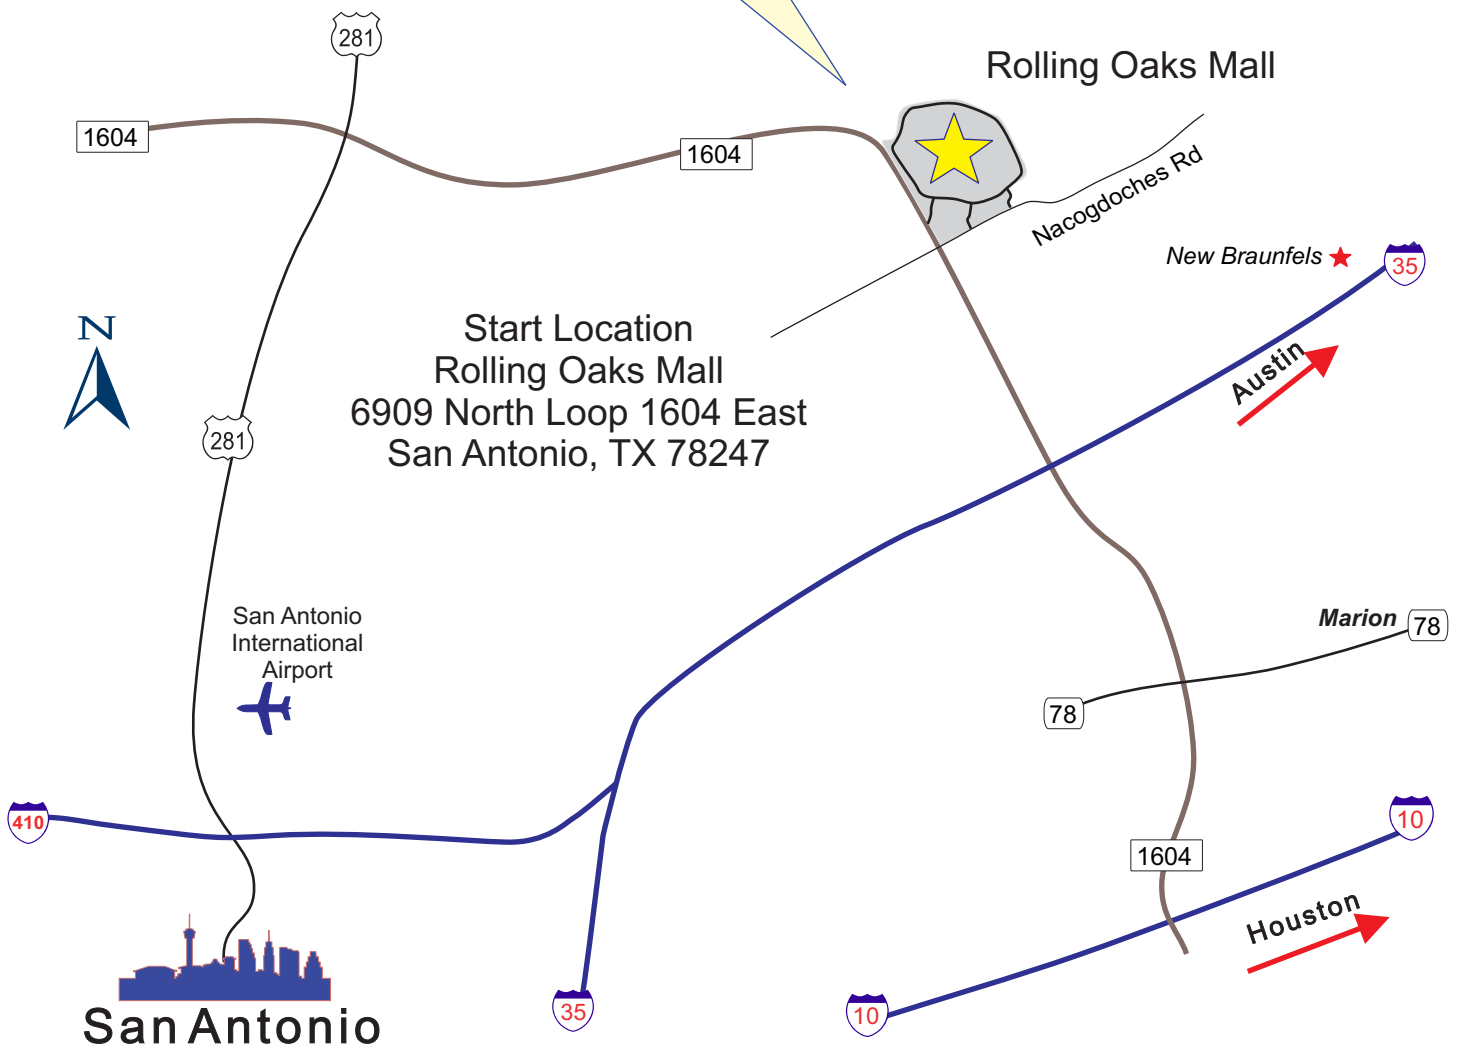 281
Rolling Oaks Mall
1604
1604
Nacogdoches Rd
New Braunfels
35
N
Start Location
Rolling Oaks Mall
6909 North Loop 1604 East
San Antonio, TX 78247
Austin
281
San Antonio
International
Airport
Marion
78
78
410
10
1604
Houston
35
10
San Antonio